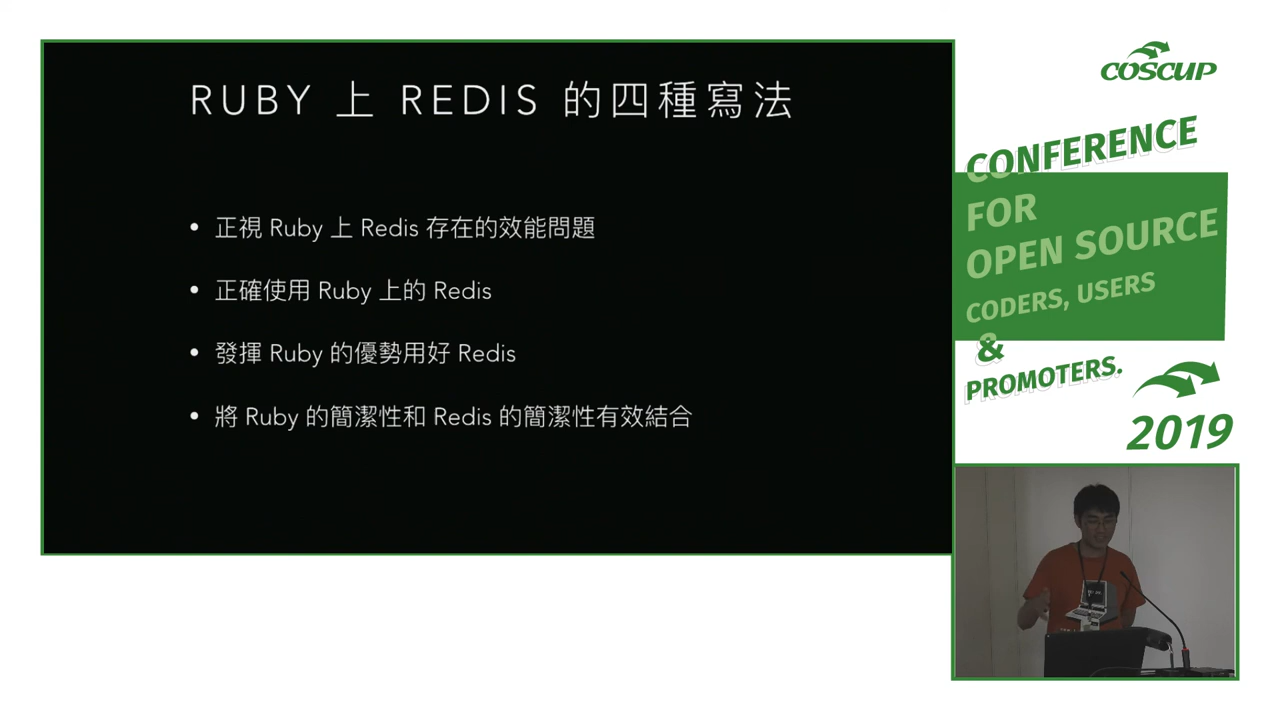 RUBY 上 REDIS 的四種寫法
• 正視 Ruby 上 Redis 存在的效能問題
• 正確使用 Ruby 上的 Redis
• 發揮 Ruby 的優勢用好 Redis
• 將 Ruby 的簡潔性和 Redis 的簡潔性有效結合
COSCUP
CONFERENCE
FOR
OPEN SOURCE
CODERS, USERS
&
PROMOTERS.
2019